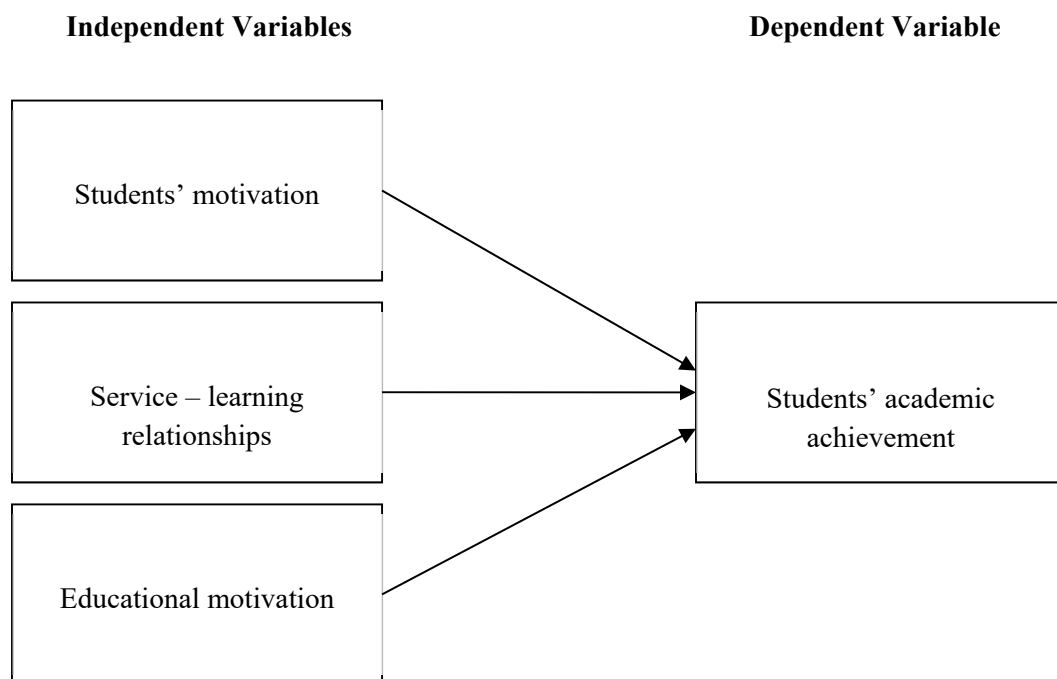 Independent Variables
Dependent Variable
Students’ motivation
Service – learning
relationships
Educational motivation
Students’ academic
achievement